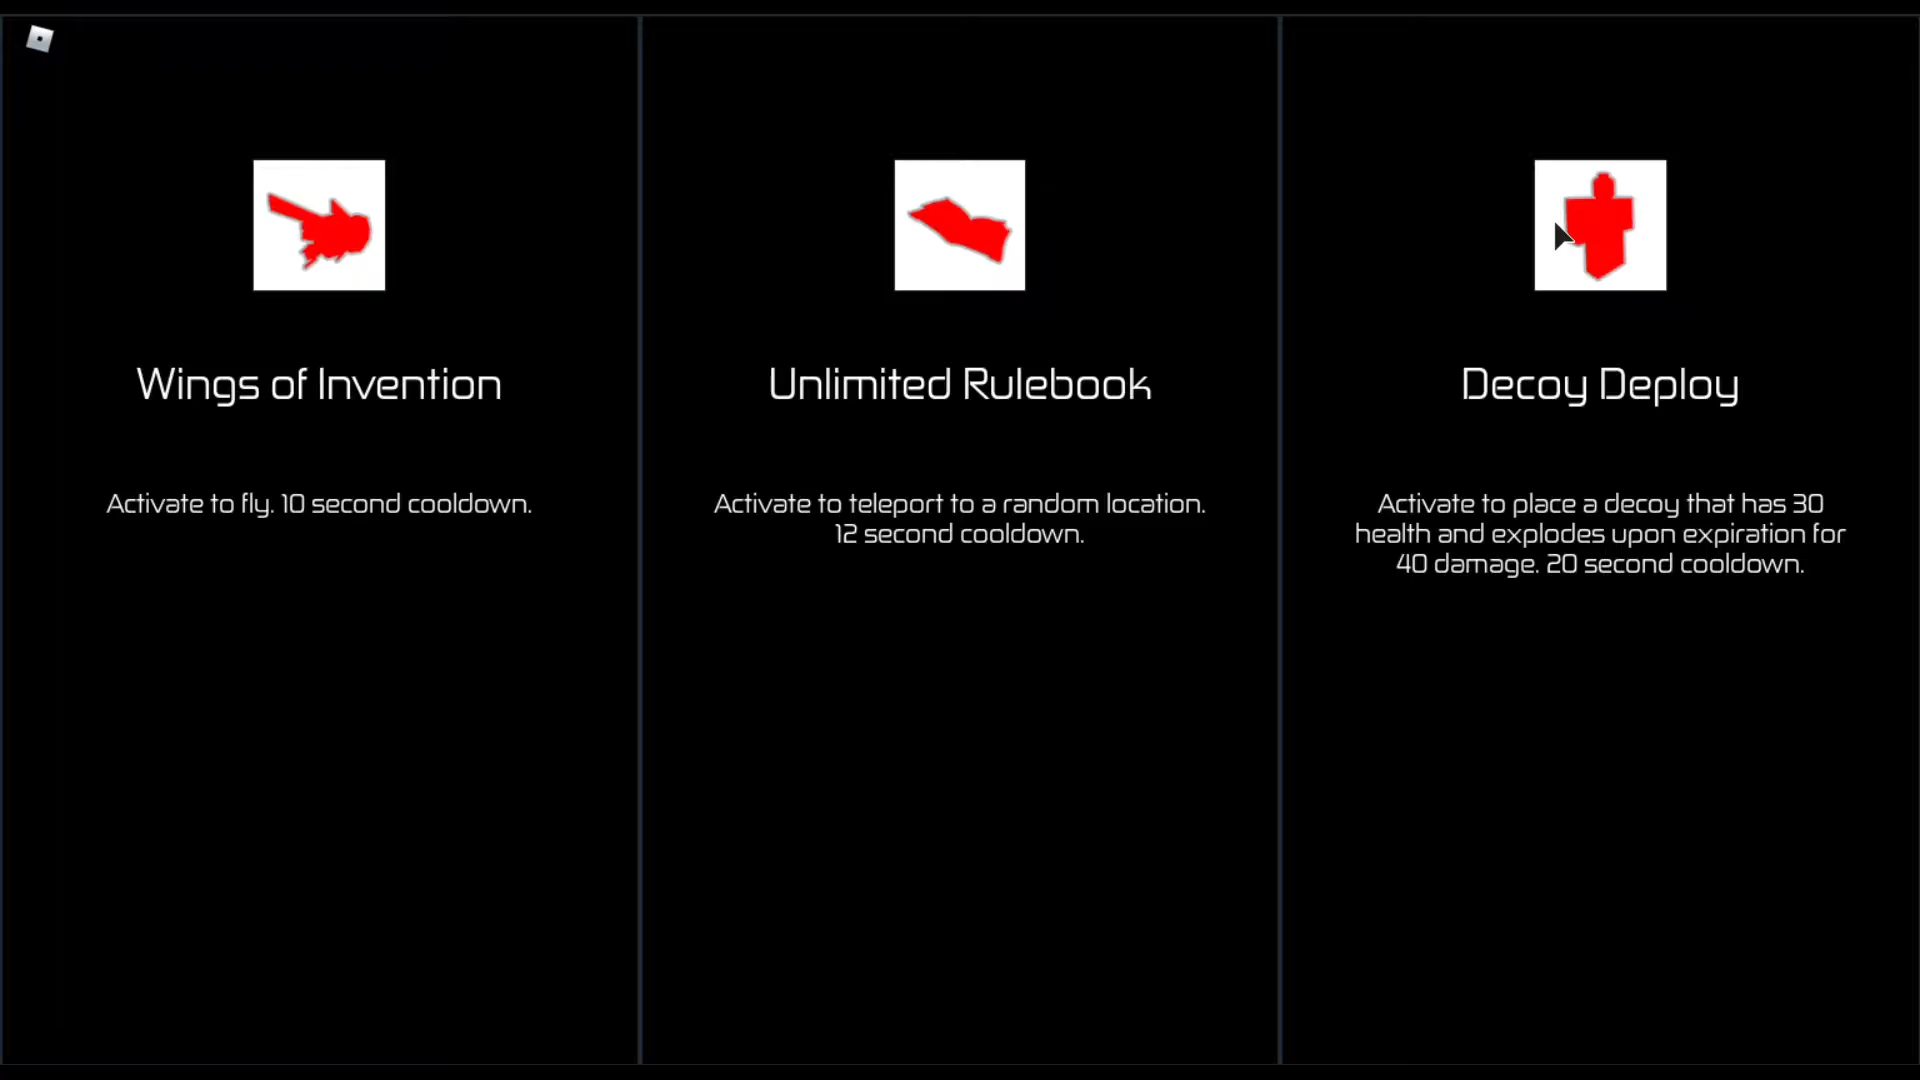 Wings of Invention
Activate to fly. 10 second cooldown.
Unlimited Rulebook
Activate to teleport to a random location.
12 second cooldown.
Decoy Deploy
Activate to place a decoy that has 30
health and explodes upon expiration for
40 damage. 20 second cooldown.